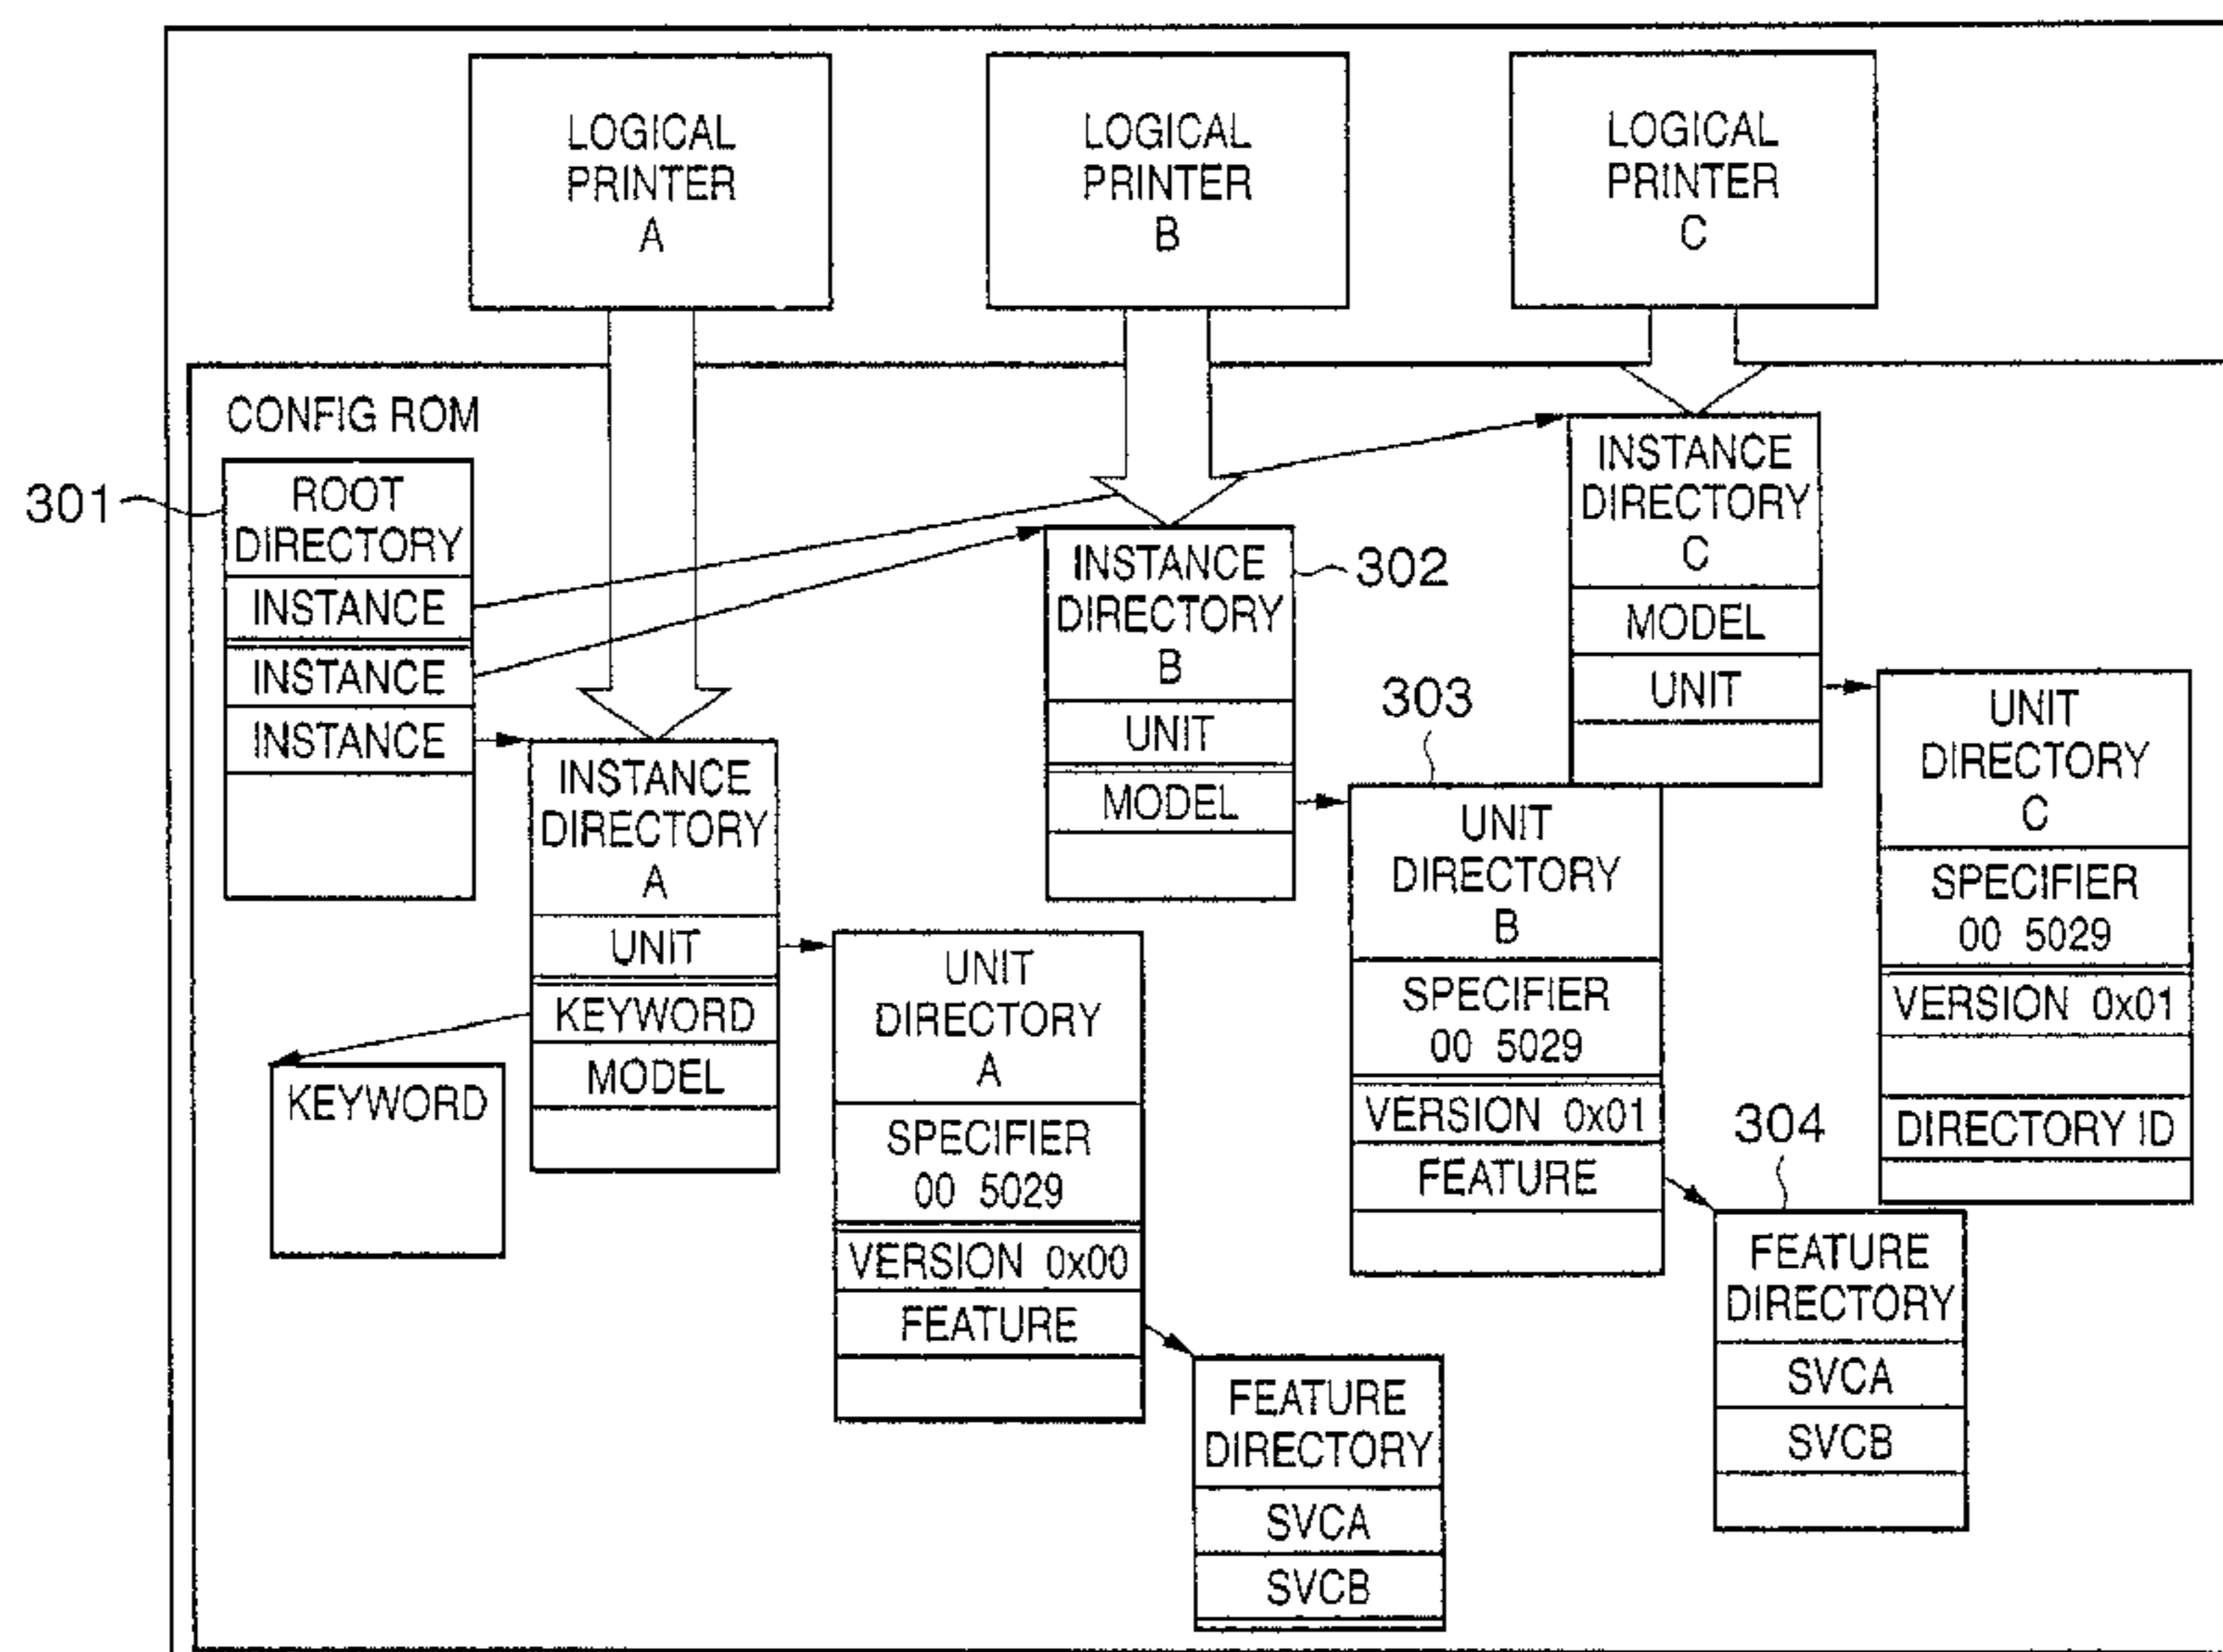 LOGICAL
PRINTER
A
LOGICAL
PRINTER
B
LOGICAL
PRINTER
C
CONFIG ROM
301
ROOT
DIRECTORY
INSTANCE
INSTANCE
INSTANCE
INSTANCE
DIRECTORY
A
UNIT
KEYWORD
MODEL
KEYWORD
UNIT
DIRECTORY
A
SPECIFIER
00 5029
VERSION 0x00
FEATURE
FEATURE
DIRECTORY
SVCA
SVCB
INSTANCE
DIRECTORY
B
UNIT
MODEL
302
303
UNIT
DIRECTORY
B
SPECIFIER
00 5029
VERSION 0x01
FEATURE
304
FEATURE
DIRECTORY
SVCA
SVCB
INSTANCE
DIRECTORY
C
MODEL
UNIT
UNIT
DIRECTORY
C
SPECIFIER
00 5029
VERSION 0x01
DIRECTORY ID